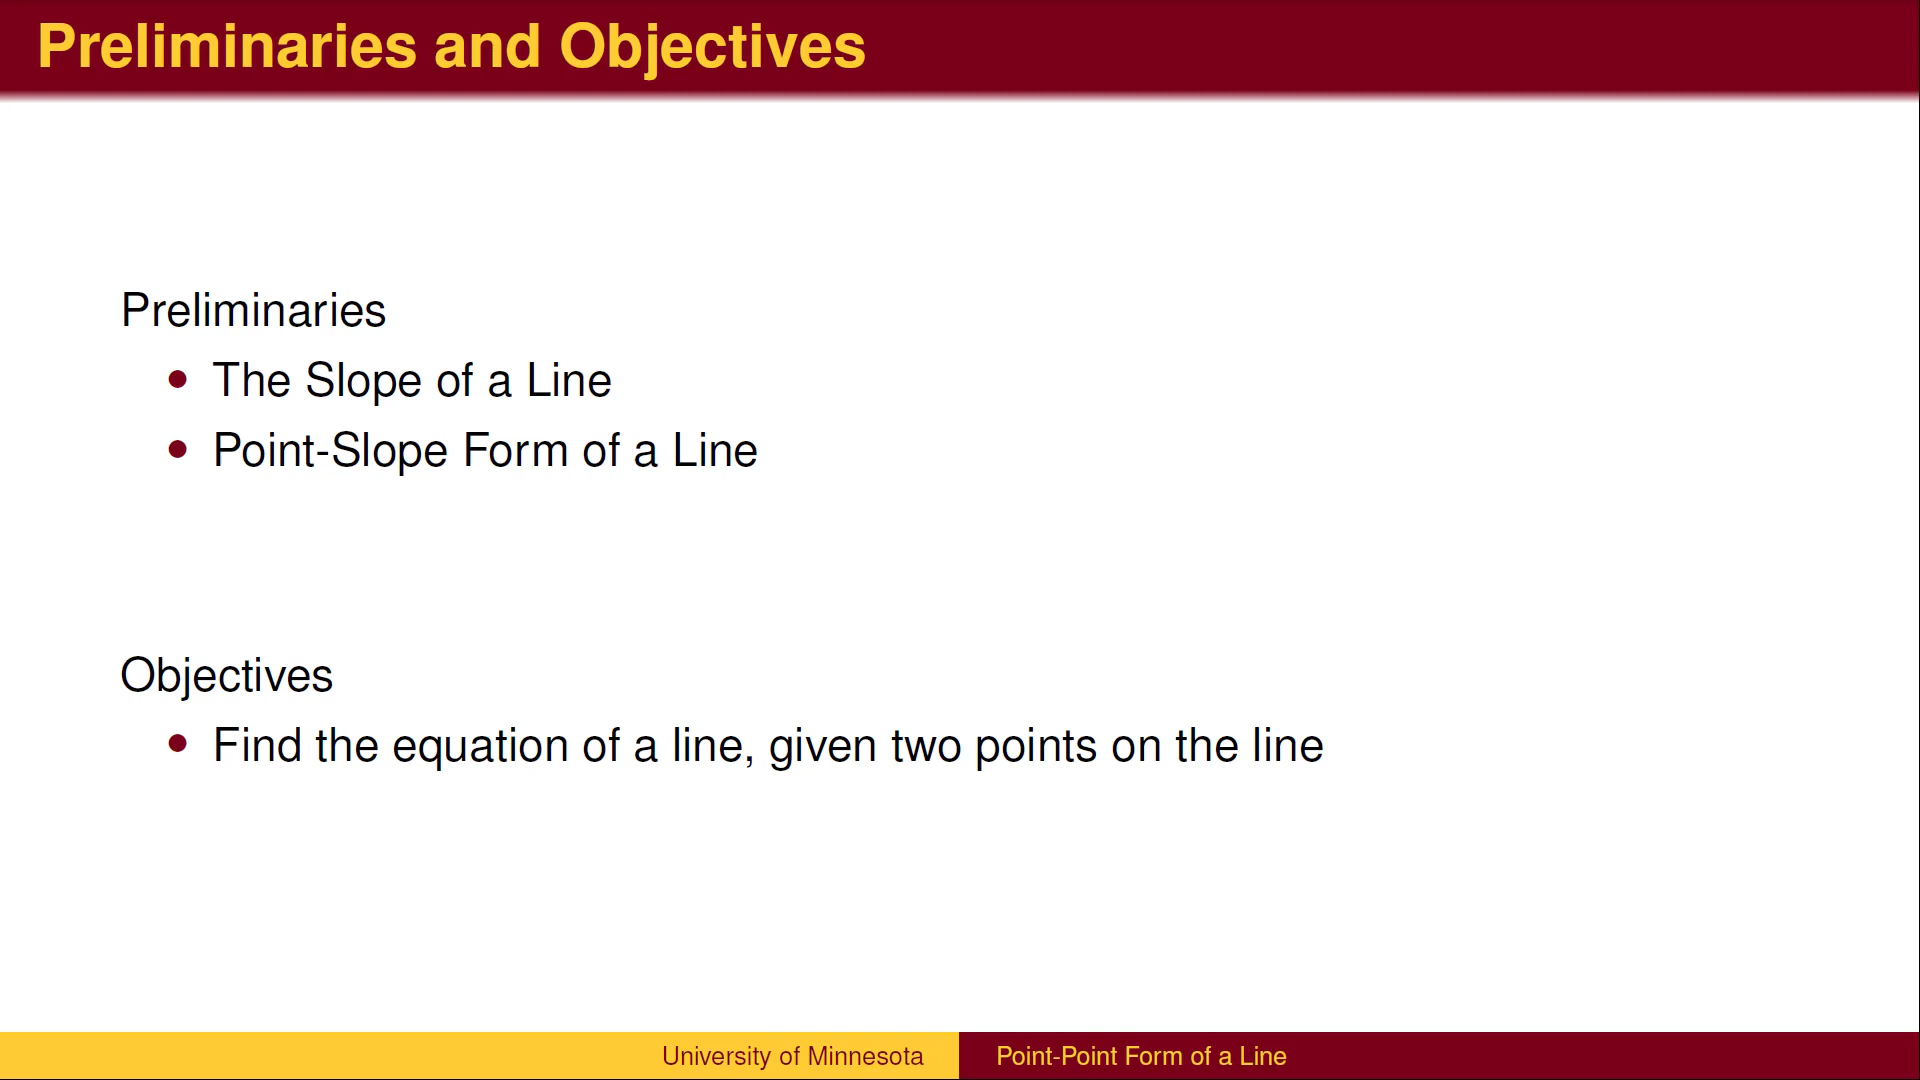 Preliminaries and Objectives
Preliminaries
• The Slope of a Line
• Point-Slope Form of a Line
Objectives
• Find the equation of a line, given two points on the line
University of Minnesota
Point-Point Form of a Line